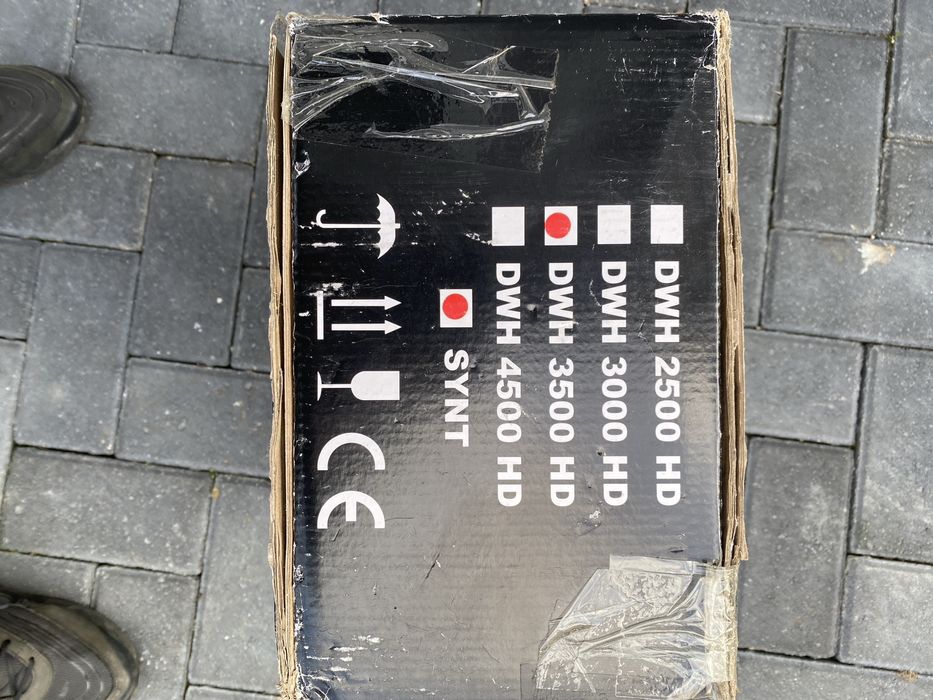 DWH 2500 HD
DWH 3000 HD
DWH 3500 HD
DWH 4500 HD
SYNT
CE